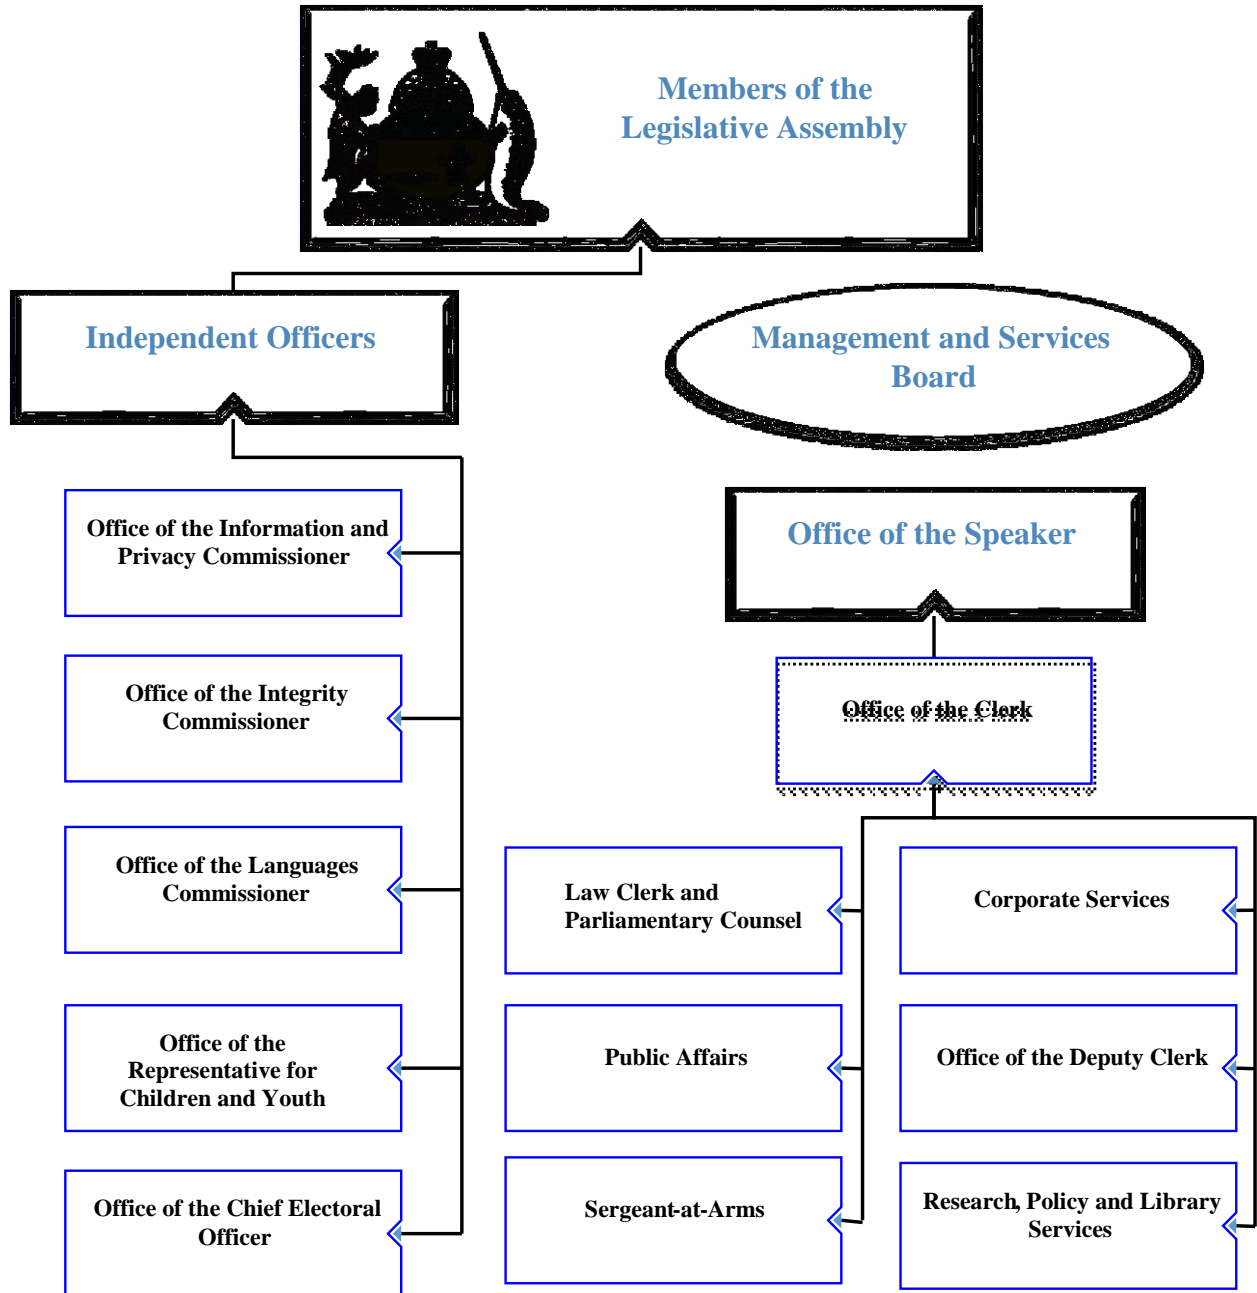 Members of the
Legislative Assembly
Independent Officers
Management and Services
Board
Office of the Information and
Privacy Commissioner
Office of the Speaker
Office of the Integrity
Commissioner
Office of the Clerk
Office of the Languages
Commissioner
Law Clerk and
Parliamentary Counsel
Corporate Services
Office of the
Representative for
Children and Youth
Public Affairs
Office of the Deputy Clerk
Office of the Chief Electoral
Officer
Sergeant-at-Arms
Research, Policy and Library
Services